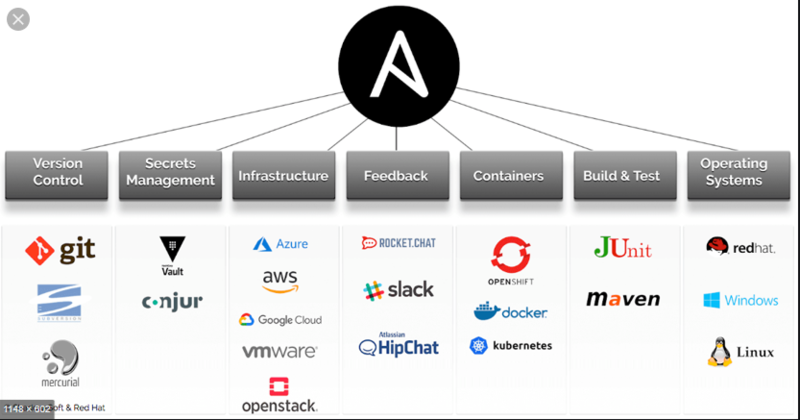 Version
Control
Secrets
Management
Infrastructure
Feedback
Containers
Build & Test
Operating
Systems
git
SUBVERSION
mercurial
Vault
conjur
Azure
aws
Google Cloud
vmware
openstack.
ROCKET.CHAT
slack
Atlassian
HipChat
OPENSHIFT
docker
kubernetes
JUnit
maven
redhat.
Windows
Linux
1148 × 602
soft & Red Hat